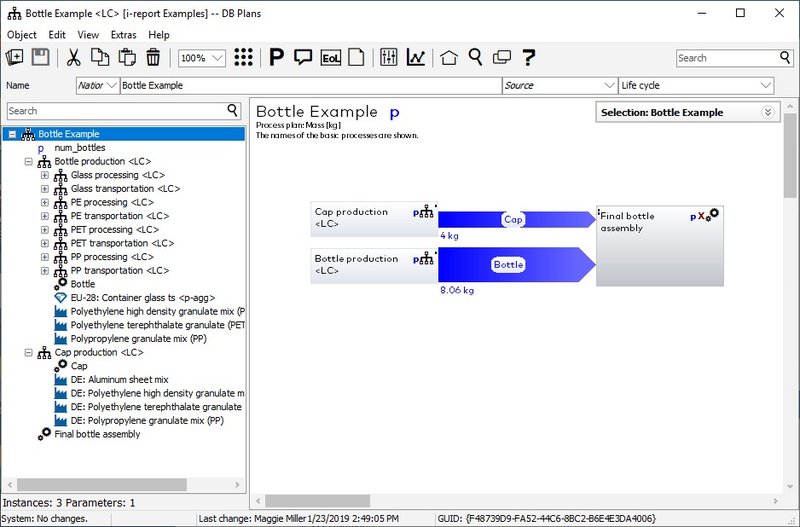 Bottle Example <LC> [i-report Examples] -- DB Plans
Object Edit View Extras Help
100% P EoL ? Search
Name Nation Bottle Example Source Life cycle
Search
Bottle Example
p num_bottles
Bottle production <LC>
Glass processing <LC>
Glass transportation <LC>
PE processing <LC>
PE transportation <LC>
PET processing <LC>
PET transportation <LC>
PP processing <LC>
PP transportation <LC>
Bottle
EU-28: Container glass ts <p-agg>
Polyethylene high density granulate mix (P
Polyethylene terephthalate granulate (PET
Polypropylene granulate mix (PP)
Cap production <LC>
Cap
DE: Aluminum sheet mix
DE: Polyethylene high density granulate m
DE: Polyethylene terephthalate granulate
DE: Polypropylene granulate mix (PP)
Final bottle assembly
Instances: 3 Parameters: 1
Bottle Example p
Process plan: Mass [kg]
The names of the basic processes are shown.
Selection: Bottle Example
Cap production
<LC>
p
Cap
4 kg
Bottle production
<LC>
p
Bottle
8.06 kg
Final bottle
assembly
p X
System: No changes. Last change: Maggie Miller 1/23/2019 2:49:05 PM GUID: {F48739D9-FA52-44C6-8BC2-B6E4E3DA4006}